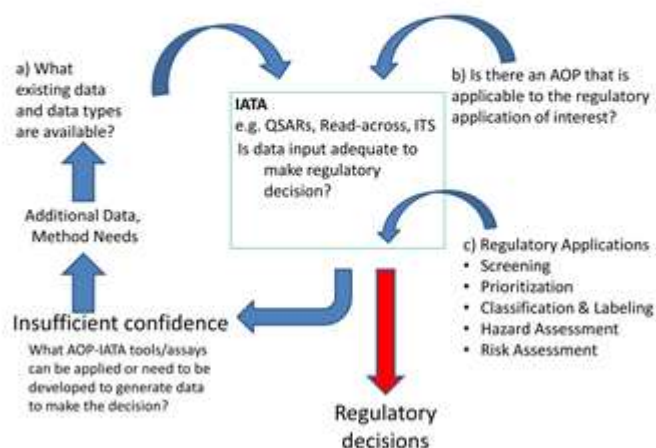 a) What
existing data
and data types
are available?
b) Is there an AOP that is
applicable to the regulatory
application of interest?
IATA
e.g. QSARs, Read-across, ITS
Is data input adequate to
make regulatory
decision?
Additional Data,
Method Needs
c) Regulatory Applications
• Screening
• Prioritization
• Classification & Labeling
• Hazard Assessment
• Risk Assessment
Insufficient confidence
What AOP-IATA tools/assays
can be applied or need to be
developed to generate data
to make the decision?
Regulatory
decisions